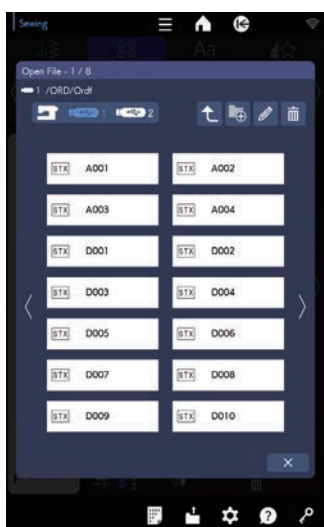 Sewing
Aa
Open File - 1 / 8
1 /ORD/Ordf
1 2
STX A001 STX A002
STX A003 STX A004
STX D001 STX D002
STX D003 STX D004
STX D005 STX D006
STX D007 STX D008
STX D009 STX D010